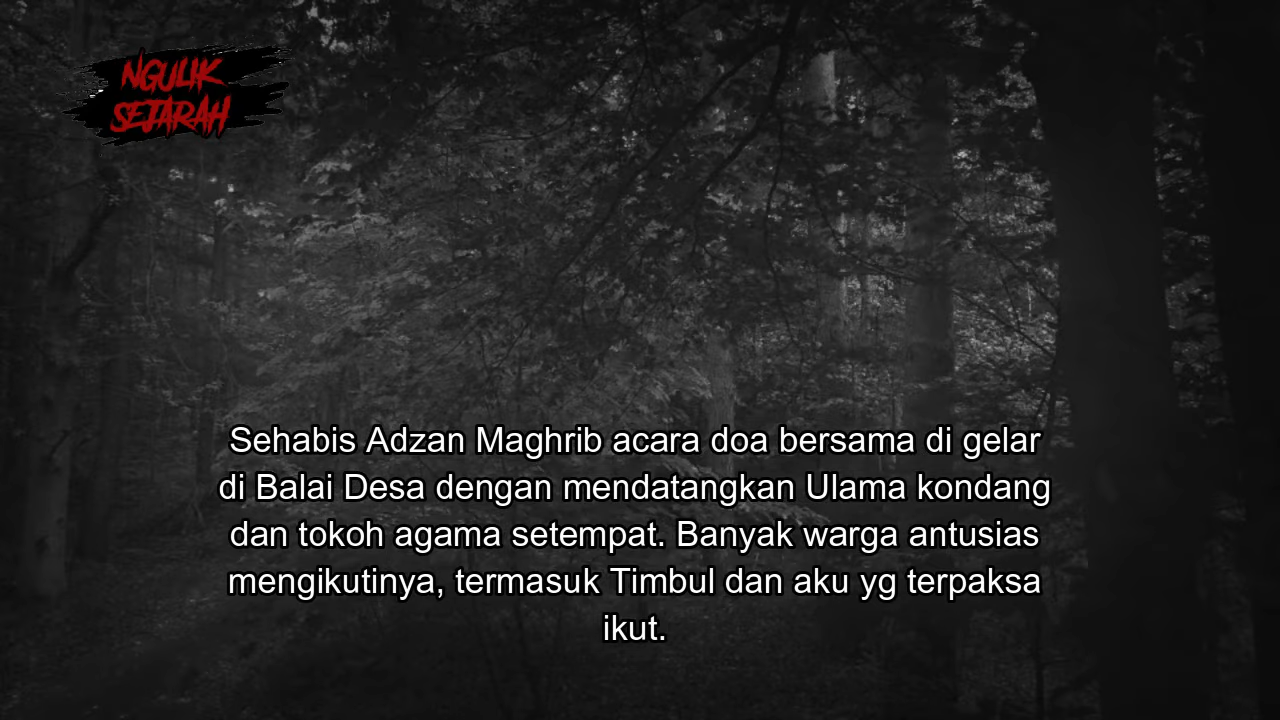 NGULIK
SEJARAH
Sehabis Adzan Maghrib acara doa bersama di gelar
di Balai Desa dengan mendatangkan Ulama kondang
dan tokoh agama setempat. Banyak warga antusias
mengikutinya, termasuk Timbul dan aku yg terpaksa
ikut.